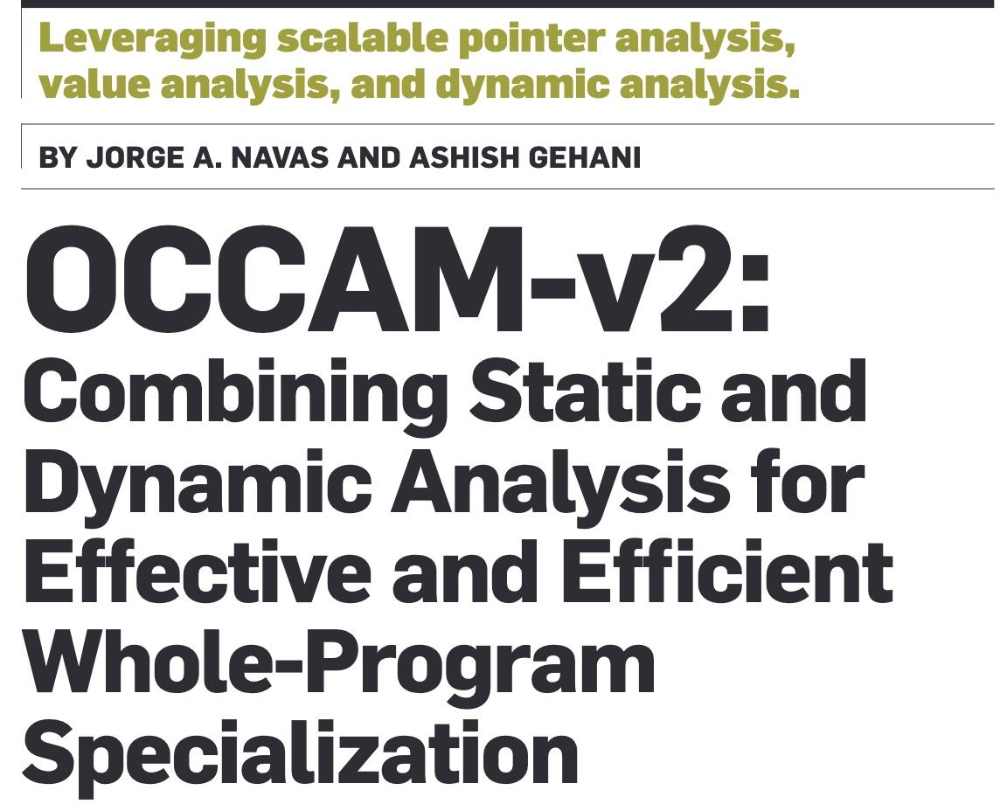 Leveraging scalable pointer analysis,
value analysis, and dynamic analysis.
BY JORGE A. NAVAS AND ASHISH GEHANI
OCCAM-v2:
Combining Static and
Dynamic Analysis for
Effective and Efficient
Whole-Program
Specialization